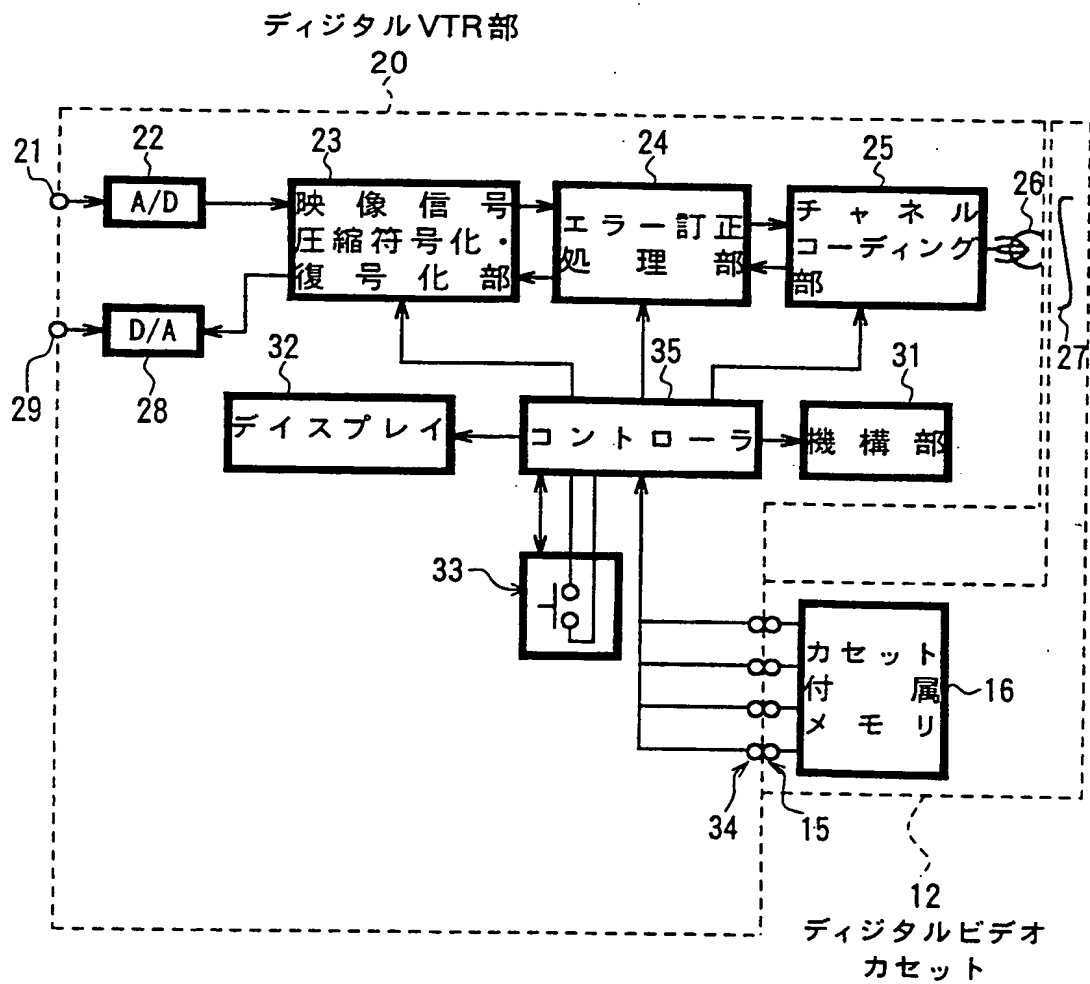 ディジタルVTR部
20
21
22
23
24
25
26
A/D
映像信号
圧縮符号化・
復号化部
エラー訂正
処理部
チャネル
コーディング
部
27
D/A
29
28
32
35
31
デイスプレイ
コントローラ
機構部
33
カセット
付属
メモリ
16
34
15
12
ディジタルビデオ
カセット